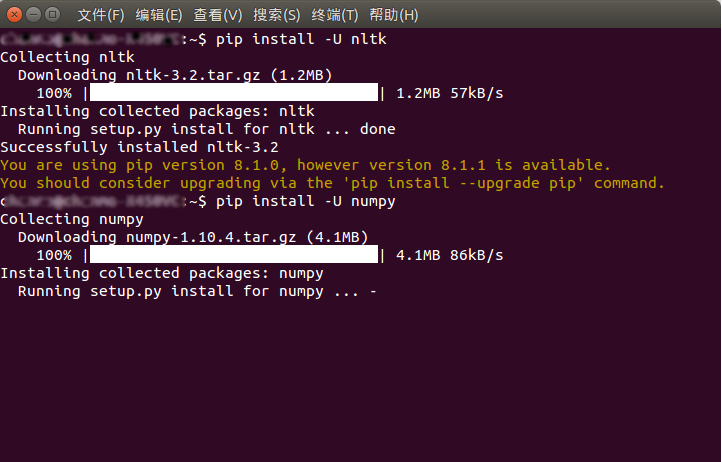 文件(F) 编辑(E) 查看(V) 搜索(S) 终端(T) 帮助(H)
:~$ pip install -U nltk
Collecting nltk
Downloading nltk-3.2.tar.gz (1.2MB)
100% | | 1.2MB 57kB/s
Installing collected packages: nltk
Running setup.py install for nltk ... done
Successfully installed nltk-3.2
You are using pip version 8.1.0, however version 8.1.1 is available.
You should consider upgrading via the 'pip install --upgrade pip' command.
:~$ pip install -U numpy
Collecting numpy
Downloading numpy-1.10.4.tar.gz (4.1MB)
100% | | 4.1MB 86kB/s
Installing collected packages: numpy
Running setup.py install for numpy ... -